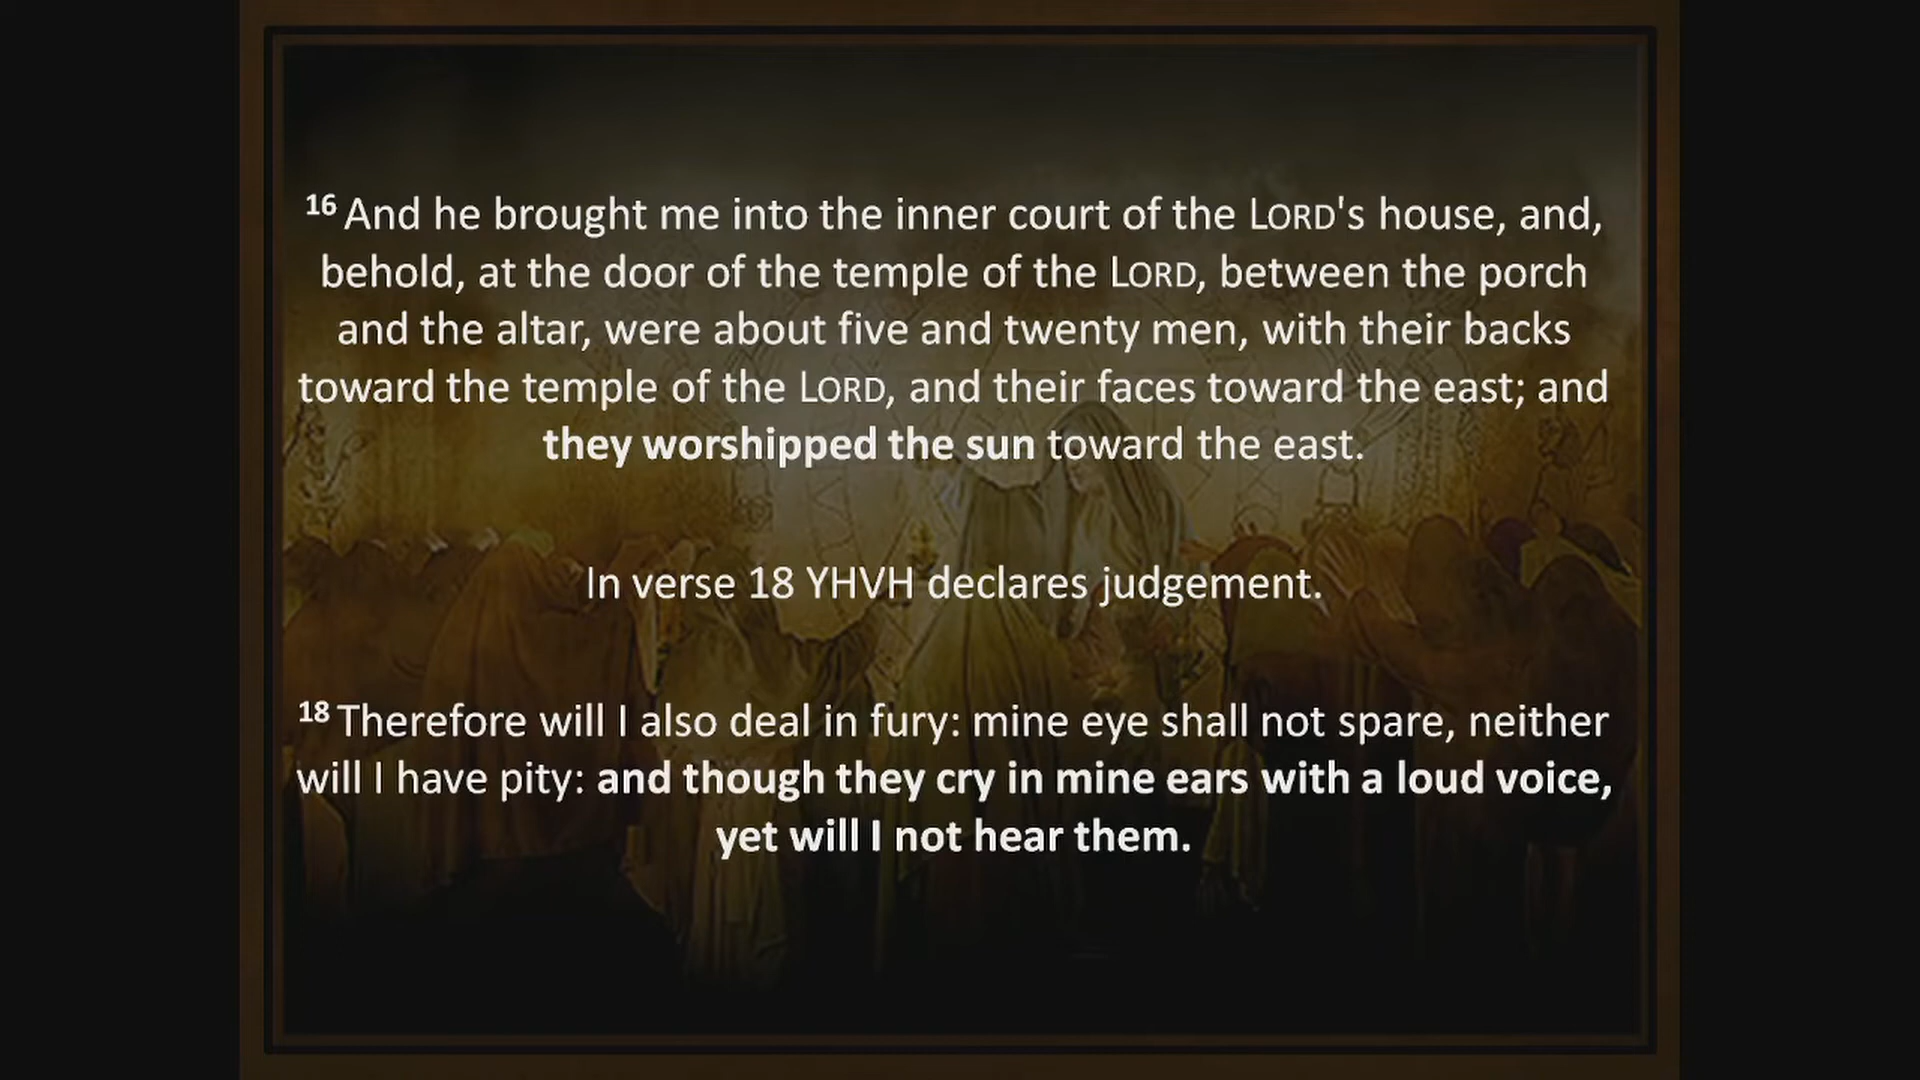 16 And he brought me into the inner court of the LORD's house, and,
behold, at the door of the temple of the LORD, between the porch
and the altar, were about five and twenty men, with their backs
toward the temple of the LORD, and their faces toward the east; and
they worshipped the sun toward the east.
In verse 18 YHVH declares judgement.
18 Therefore will I also deal in fury: mine eye shall not spare, neither
will I have pity: and though they cry in mine ears with a loud voice,
yet will I not hear them.